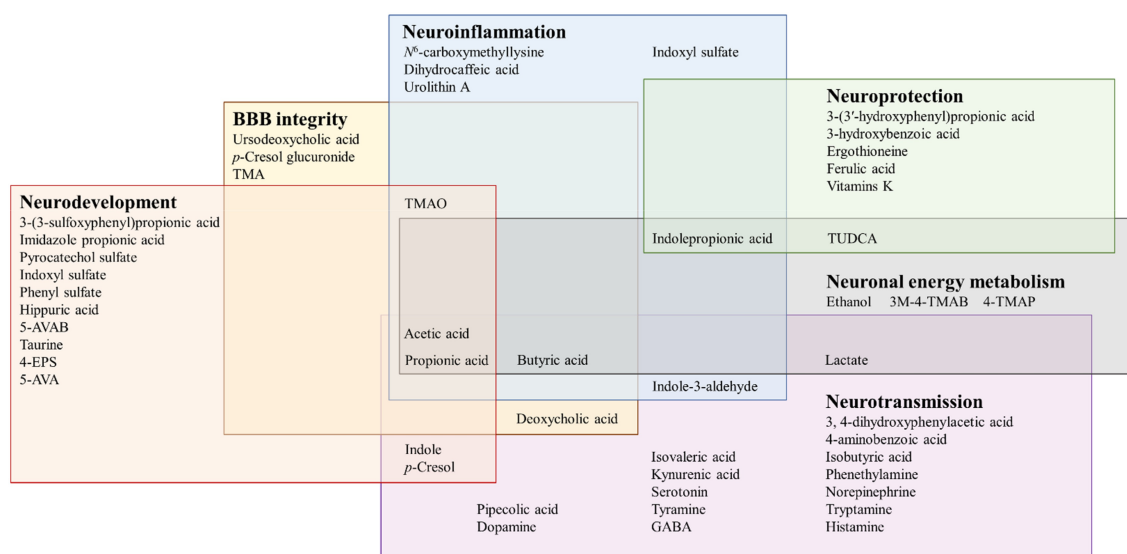 Neuroinflammation
N⁶-carboxymethyllysine
Dihydrocaffeic acid
Urolithin A
Indoxyl sulfate
Neuroprotection
3-(3′-hydroxyphenyl)propionic acid
3-hydroxybenzoic acid
Ergothioneine
Ferulic acid
Vitamins K
BBB integrity
Ursodeoxycholic acid
p-Cresol glucuronide
TMA
Neurodevelopment
3-(3-sulfoxyphenyl)propionic acid
Imidazole propionic acid
Pyrocatechol sulfate
Indoxyl sulfate
Phenyl sulfate
Hippuric acid
5-AVAB
Taurine
4-EPS
5-AVA
TMAO
Indolepropionic acid
TUDCA
Neuronal energy metabolism
Ethanol 3M-4-TMAB 4-TMAP
Acetic acid
Propionic acid
Butyric acid
Lactate
Indole-3-aldehyde
Deoxycholic acid
Neurotransmission
3, 4-dihydroxyphenylacetic acid
4-aminobenzoic acid
Isobutyric acid
Phenethylamine
Norepinephrine
Tryptamine
Histamine
Indole
p-Cresol
Isovaleric acid
Kynurenic acid
Serotonin
Tyramine
GABA
Pipecolic acid
Dopamine